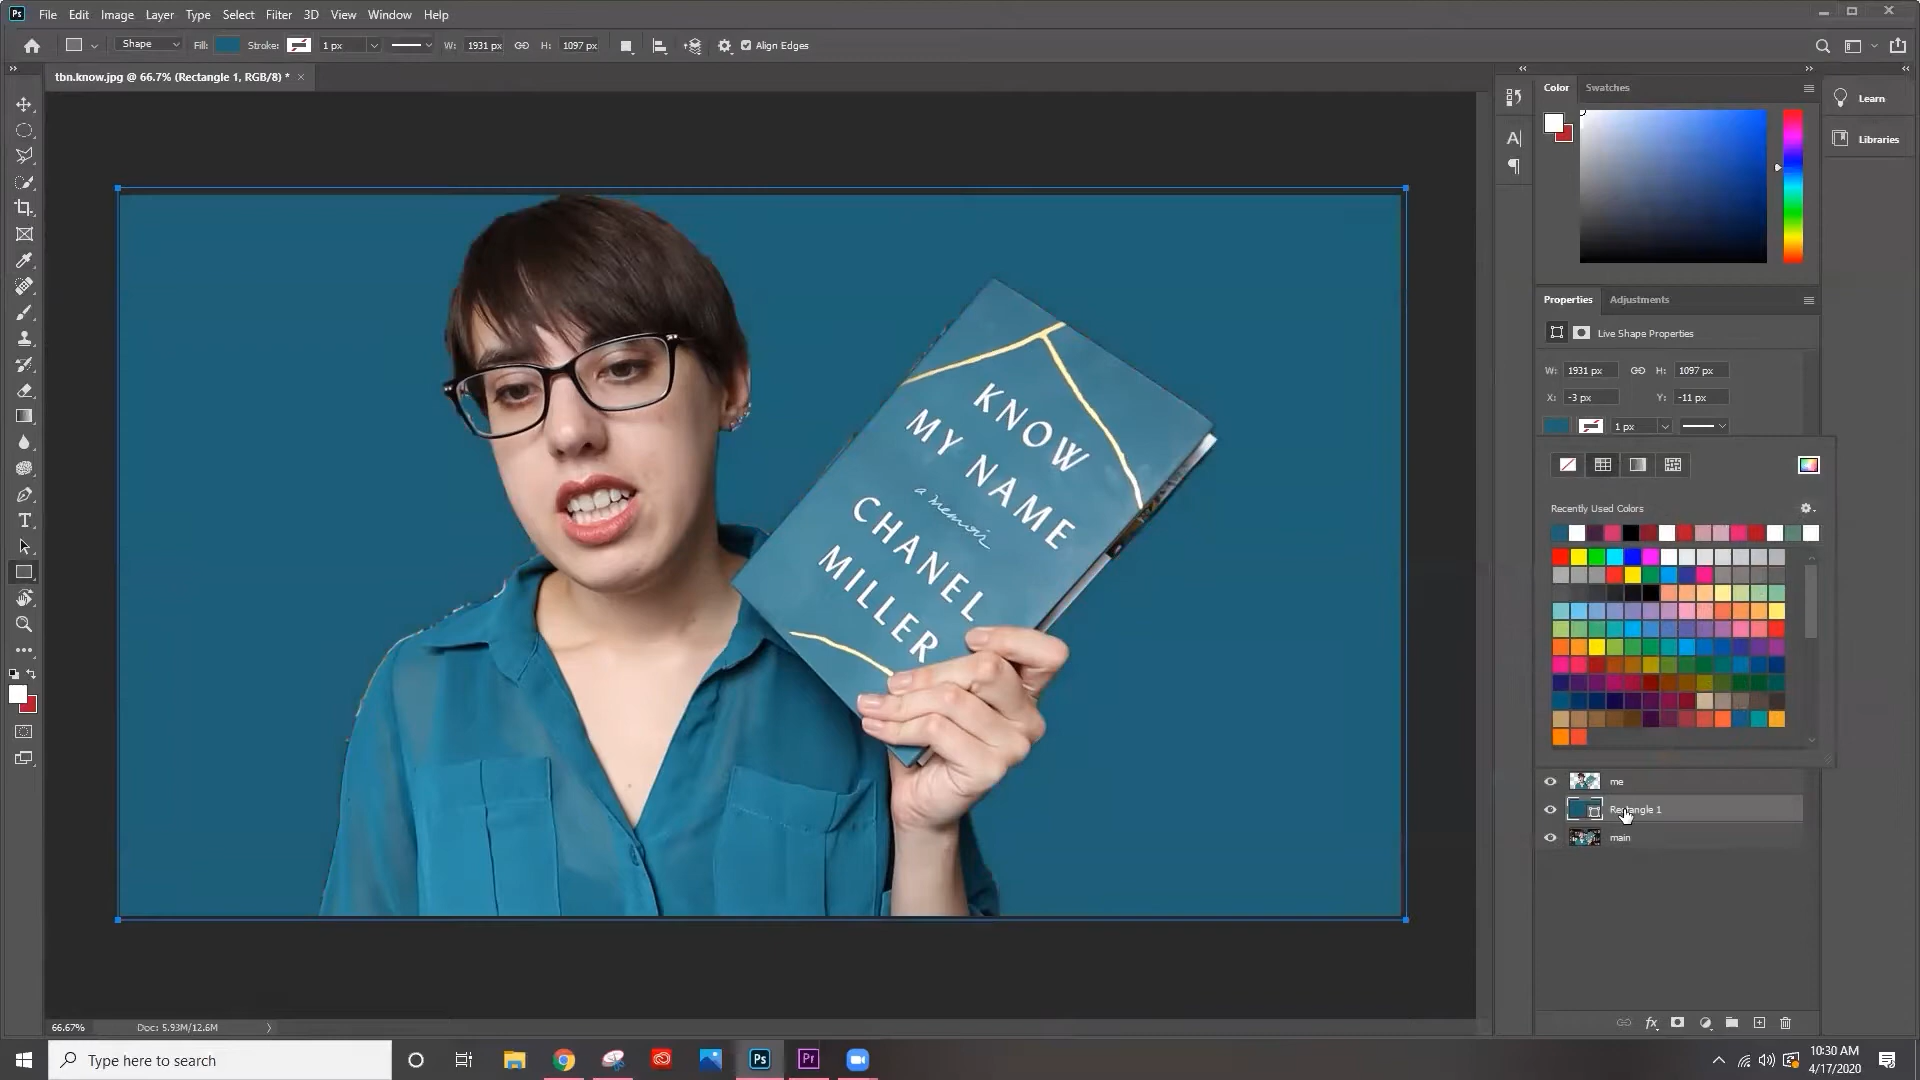 Ps File Edit Image Layer Type Select Filter 3D View Window Help
Shape Fill: Stroke: 1 px W: 1931 px H: 1097 px Align Edges
tbn.know.jpg @ 66.7% (Rectangle 1, RGB/8) *
Color Swatches
Learn
Libraries
Properties Adjustments
Live Shape Properties
W: 1931 px H: 1097 px
X: -3 px Y: -11 px
1 px
Recently Used Colors
KNOW
MY NAME
a memoir
CHANEL
MILLER
me
Rectangle 1
main
66.67% Doc: 5.93M/12.6M
fx
Type here to search
Ps Pr
10:30 AM
4/17/2020